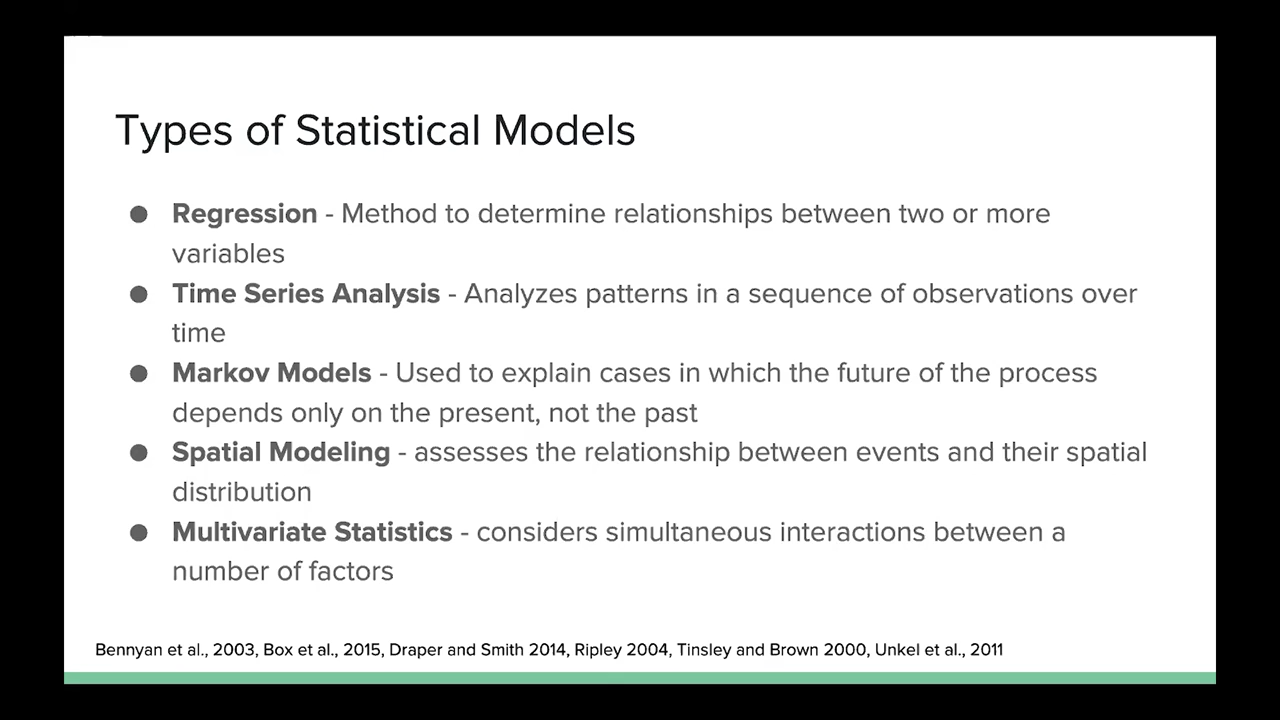 Types of Statistical Models
● Regression - Method to determine relationships between two or more
variables
● Time Series Analysis - Analyzes patterns in a sequence of observations over
time
● Markov Models - Used to explain cases in which the future of the process
depends only on the present, not the past
● Spatial Modeling - assesses the relationship between events and their spatial
distribution
● Multivariate Statistics - considers simultaneous interactions between a
number of factors
Bennyan et al., 2003, Box et al., 2015, Draper and Smith 2014, Ripley 2004, Tinsley and Brown 2000, Unkel et al., 2011